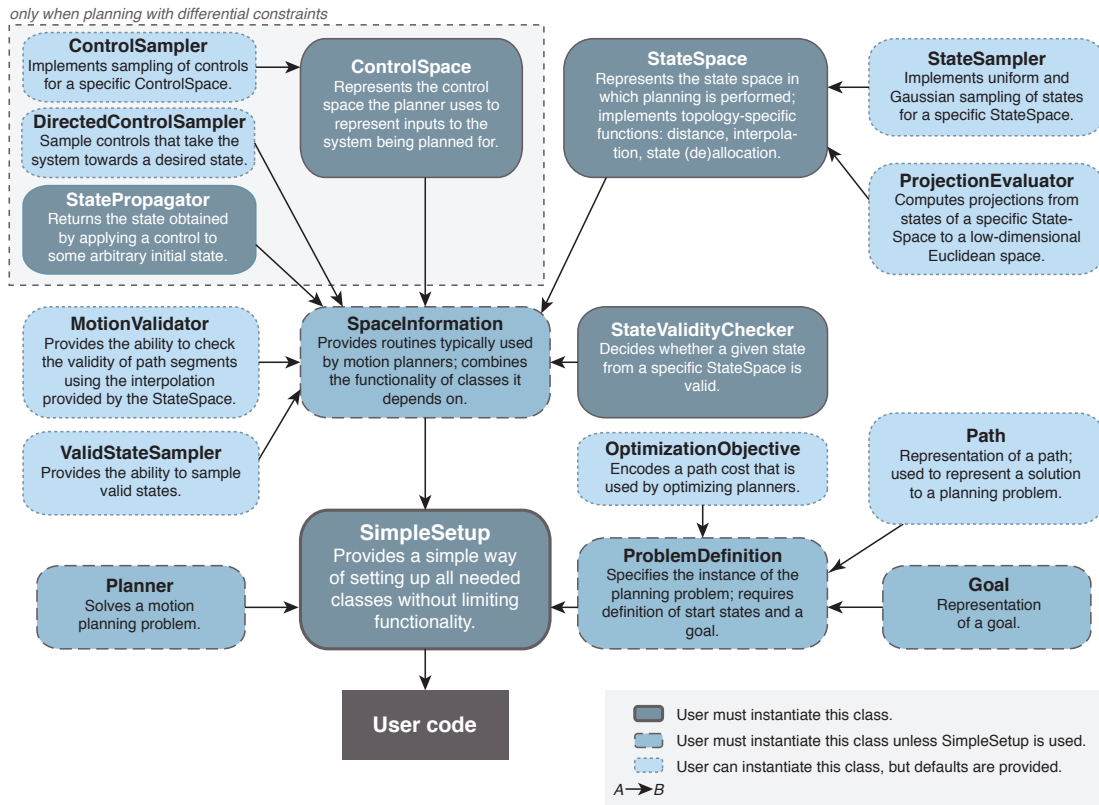 only when planning with differential constraints
ControlSampler
Implements sampling of controls
for a specific ControlSpace.
DirectedControlSampler
Sample controls that take the
system towards a desired state.
StatePropagator
Returns the state obtained
by applying a control to
some arbitrary initial state.
ControlSpace
Represents the control
space the planner uses to
represent inputs to the
system being planned for.
StateSpace
Represents the state space in
which planning is performed;
implements topology-specific
functions: distance, interpola-
tion, state (de)allocation.
StateSampler
Implements uniform and
Gaussian sampling of states
for a specific StateSpace.
ProjectionEvaluator
Computes projections from
states of a specific State-
Space to a low-dimensional
Euclidean space.
MotionValidator
Provides the ability to check
the validity of path segments
using the interpolation
provided by the StateSpace.
SpaceInformation
Provides routines typically used
by motion planners; combines
the functionality of classes it
depends on.
StateValidityChecker
Decides whether a given state
from a specific StateSpace is
valid.
ValidStateSampler
Provides the ability to sample
valid states.
OptimizationObjective
Encodes a path cost that is
used by optimizing planners.
Path
Representation of a path;
used to represent a solution
to a planning problem.
Planner
Solves a motion
planning problem.
SimpleSetup
Provides a simple way
of setting up all needed
classes without limiting
functionality.
ProblemDefinition
Specifies the instance of the
planning problem; requires
definition of start states and a
goal.
Goal
Representation
of a goal.
User code
User must instantiate this class.
User must instantiate this class unless SimpleSetup is used.
User can instantiate this class, but defaults are provided.
A → B